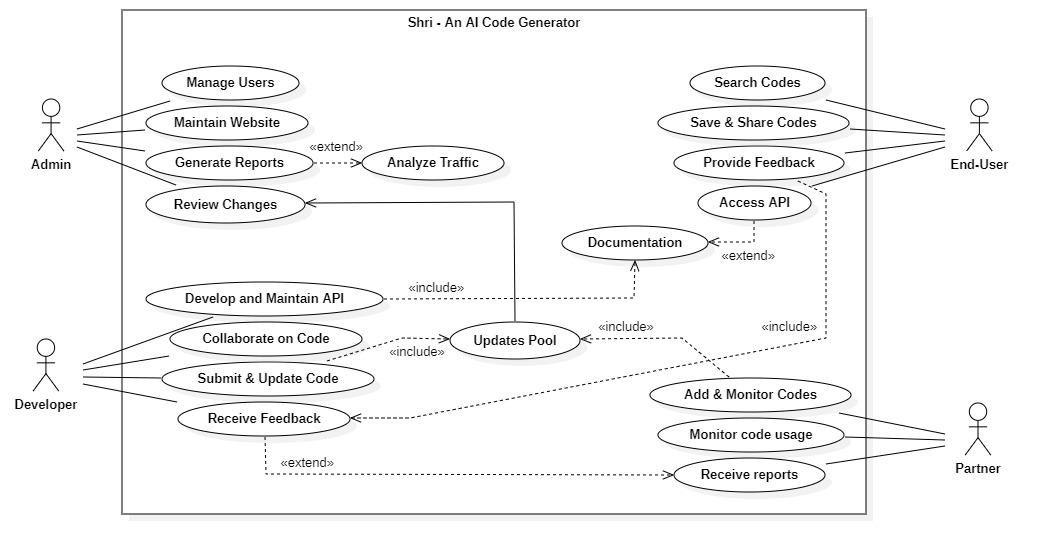 Shri - An AI Code Generator
Manage Users
Search Codes
Maintain Website
Save & Share Codes
«extend»
Generate Reports
Analyze Traffic
Provide Feedback
Admin
End-User
Review Changes
Access API
Documentation
«extend»
«include»
Develop and Maintain API
«include»
«include»
Collaborate on Code
Updates Pool
«include»
Submit & Update Code
Developer
Add & Monitor Codes
Receive Feedback
Monitor code usage
«extend»
Receive reports
Partner